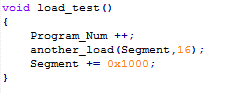 void load_test()
{
Program_Num ++;
another_load(Segment,16);
Segment += 0x1000;
}